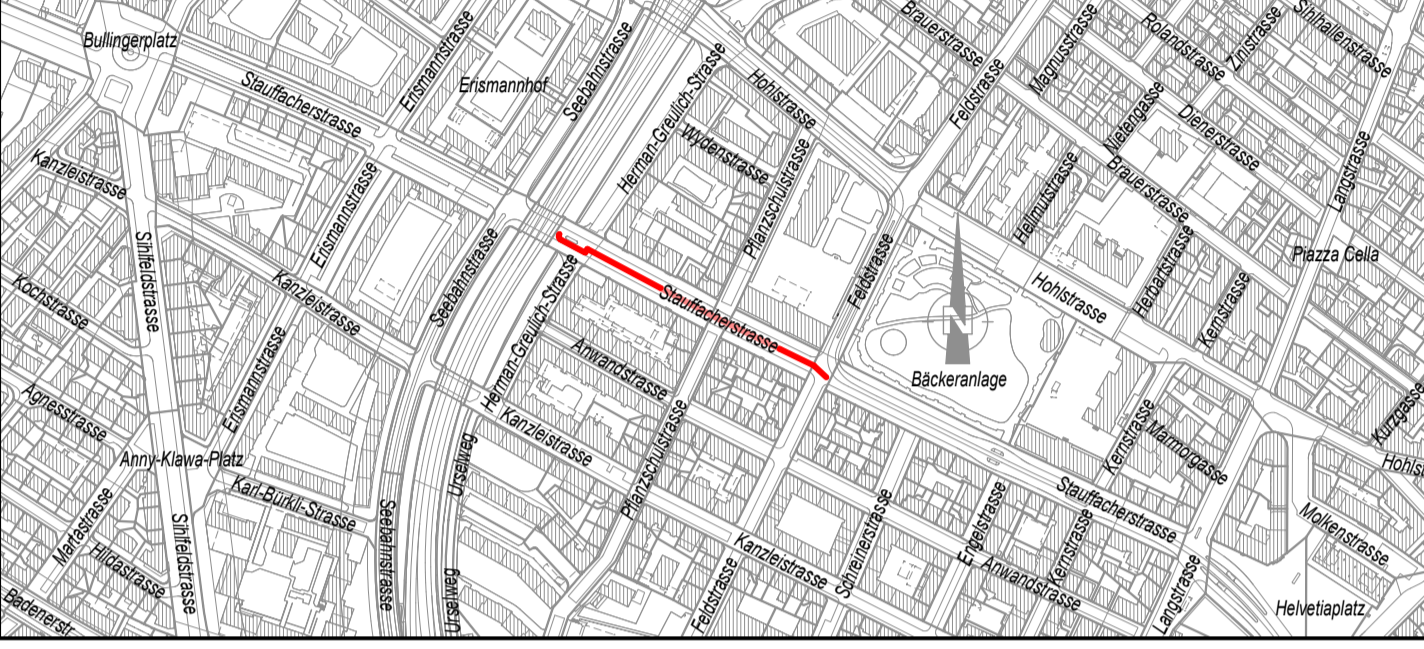 Bullingerplatz
Stauffacherstrasse
Erismannstrasse
Erismannhof
Seebahnstrasse
Herman-Greulich-Strasse
Hohlstrasse
Wydenstrasse
Pflanzschulstrasse
Brauerstrasse
Feldstrasse
Magnusstrasse
Rolandstrasse
Zinistrasse
Sihlhallenstrasse
Nietengasse
Dienerstrasse
Brauerstrasse
Langstrasse
Kanzleistrasse
Sihlfeldstrasse
Erismannstrasse
Hellmutstrasse
Herbartstrasse
Piazza Cella
Kochstrasse
Kanzleistrasse
Seebahnstrasse
Herman-Greulich-Strasse
Stauffacherstrasse
Feldstrasse
N
Hohlstrasse
Kernstrasse
Bäckeranlage
Agnesstrasse
Erismannstrasse
Anwandstrasse
Kanzleistrasse
Pflanzschulstrasse
Kernstrasse
Marmorgasse
Kurzgasse
Hohls
Anny-Klawa-Platz
Urselweg
Karl-Bürkli-Strasse
Seebahnstrasse
Stauffacherstrasse
Molkenstrasse
Martastrasse
Hildastrasse
Sihlfeldstrasse
Badenerstr
Urselweg
Feldstrasse
Kanzleistrasse
Schreinerstrasse
Engelstrasse
Anwandstrasse
Kernstrasse
Langstrasse
Helvetiaplatz